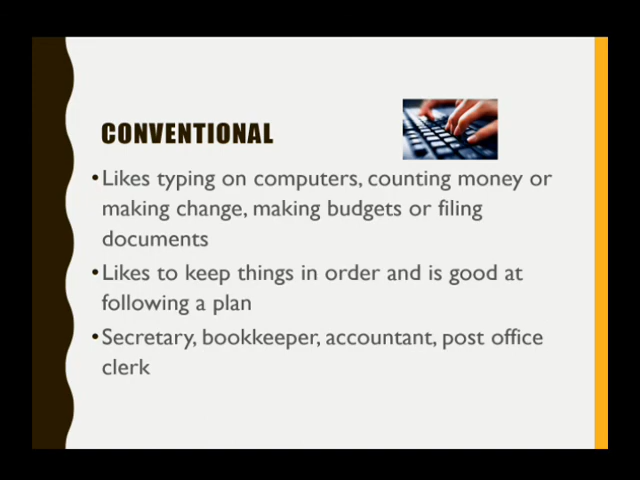 CONVENTIONAL
•Likes typing on computers, counting money or
making change, making budgets or filing
documents
•Likes to keep things in order and is good at
following a plan
•Secretary, bookkeeper, accountant, post office
clerk